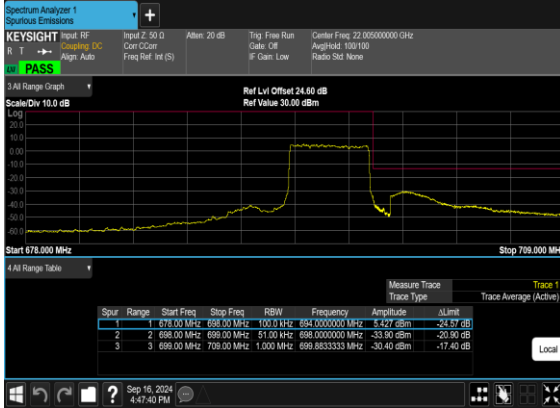 Spectrum Analyzer 1
Spurious Emissions
+
KEYSIGHT
R T
LXI PASS
Input: RF
Coupling: DC
Align: Auto
Input Z: 50 Ω
Corr CCorr
Freq Ref: Int (S)
Atten: 20 dB
Trig: Free Run
Gate: Off
IF Gain: Low
Center Freq: 22.005000000 GHz
Avg|Hold: 100/100
Radio Std: None
3 All Range Graph
Scale/Div 10.0 dB
Ref Lvl Offset 24.60 dB
Ref Value 30.00 dBm
Log
20.0
10.0
0.00
-10.0
-20.0
-30.0
-40.0
-50.0
-60.0
Start 678.000 MHz
Stop 709.000 MH
4 All Range Table
Measure Trace Trace 1
Trace Type Trace Average (Active)
Spur Range Start Freq Stop Freq RBW Frequency Amplitude ΔLimit
1 1 678.00 MHz 698.00 MHz 100.0 kHz 694.0000000 MHz 5.427 dBm -24.57 dB
2 2 698.00 MHz 699.00 MHz 51.00 kHz 698.0000000 MHz -33.90 dBm -20.90 dB
3 3 699.00 MHz 709.00 MHz 1.000 MHz 699.8833333 MHz -30.40 dBm -17.40 dB
Local
?
Sep 16, 2024
4:47:40 PM